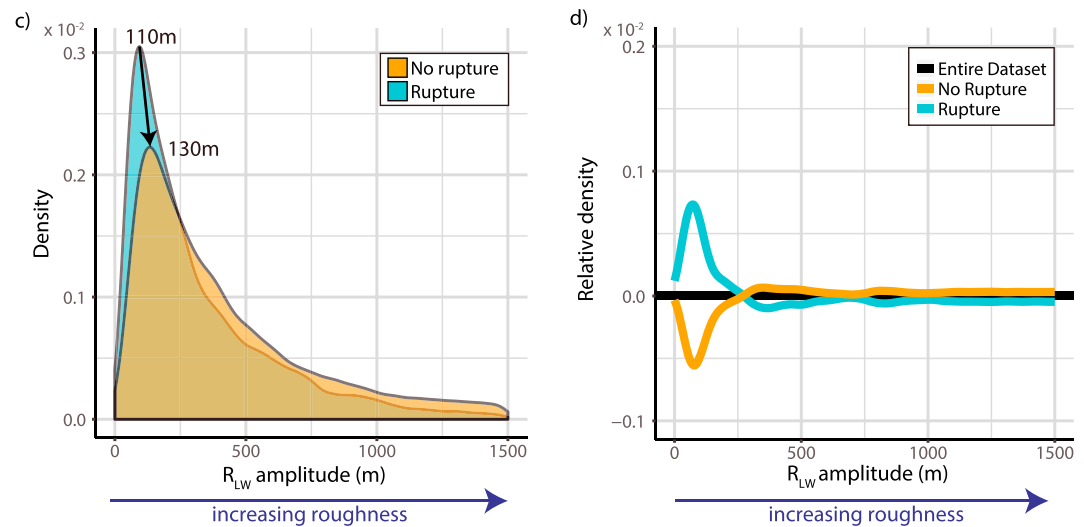 c)
x 10⁻²
110m
0.3
No rupture
Rupture
130m
0.2
0.1
0.0
Density
0
500
1000
1500
R_LW amplitude (m)
increasing roughness
d)
x 10⁻²
0.2
Entire Dataset
No Rupture
Rupture
0.1
0.0
−0.1
Relative density
0
500
1000
1500
R_LW amplitude (m)
increasing roughness